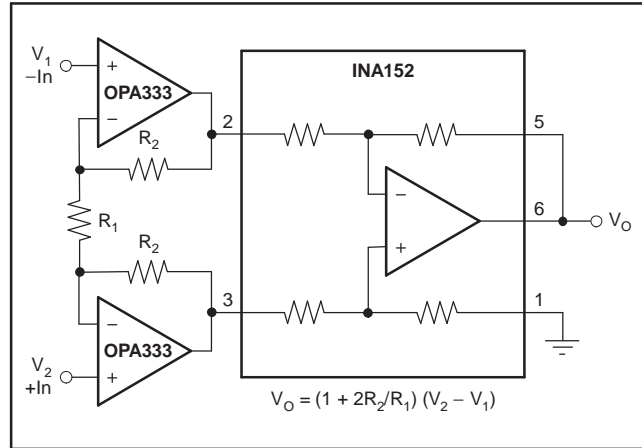 V1
–In
OPA333
INA152
2
5
R2
R1
6
VO
R2
3
1
OPA333
V2
+In
VO = (1 + 2R2/R1) (V2 – V1)